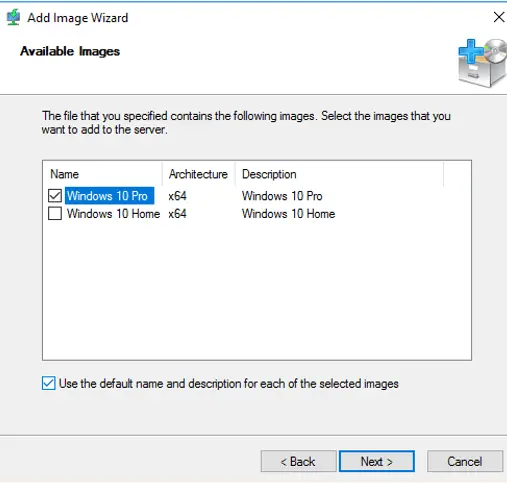 Add Image Wizard
Available Images
The file that you specified contains the following images. Select the images that you
want to add to the server.
Name Architecture Description
Windows 10 Pro x64 Windows 10 Pro
Windows 10 Home x64 Windows 10 Home
Use the default name and description for each of the selected images
< Back Next > Cancel